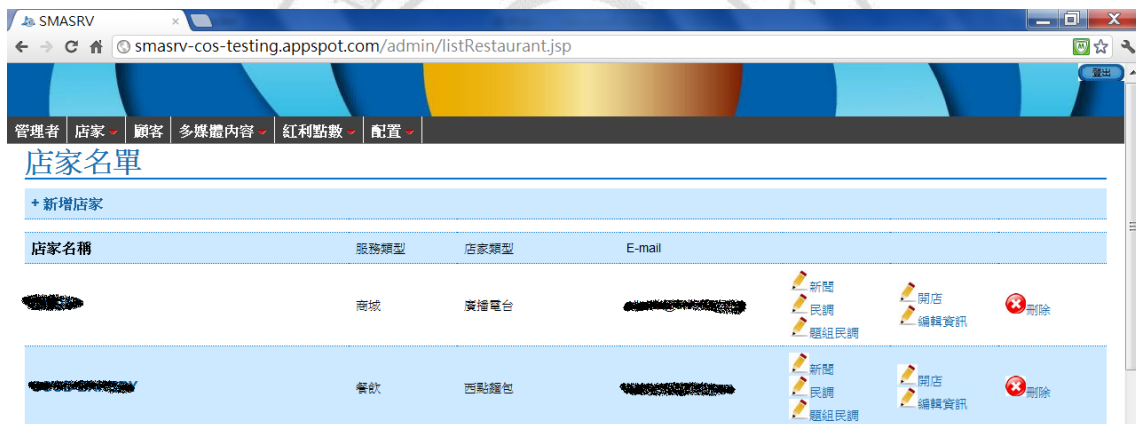 SMASRV
smasrv-cos-testing.appspot.com/admin/listRestaurant.jsp
登出
管理者 店家 顧客 多媒體內容 紅利點數 配置
店家名單
+ 新增店家
店家名稱 服務類型 店家類型 E-mail
商城 廣播電台
新聞
民調
題組民調
開店
編輯資訊
刪除
餐飲 西點麵包
新聞
民調
題組民調
開店
編輯資訊
刪除